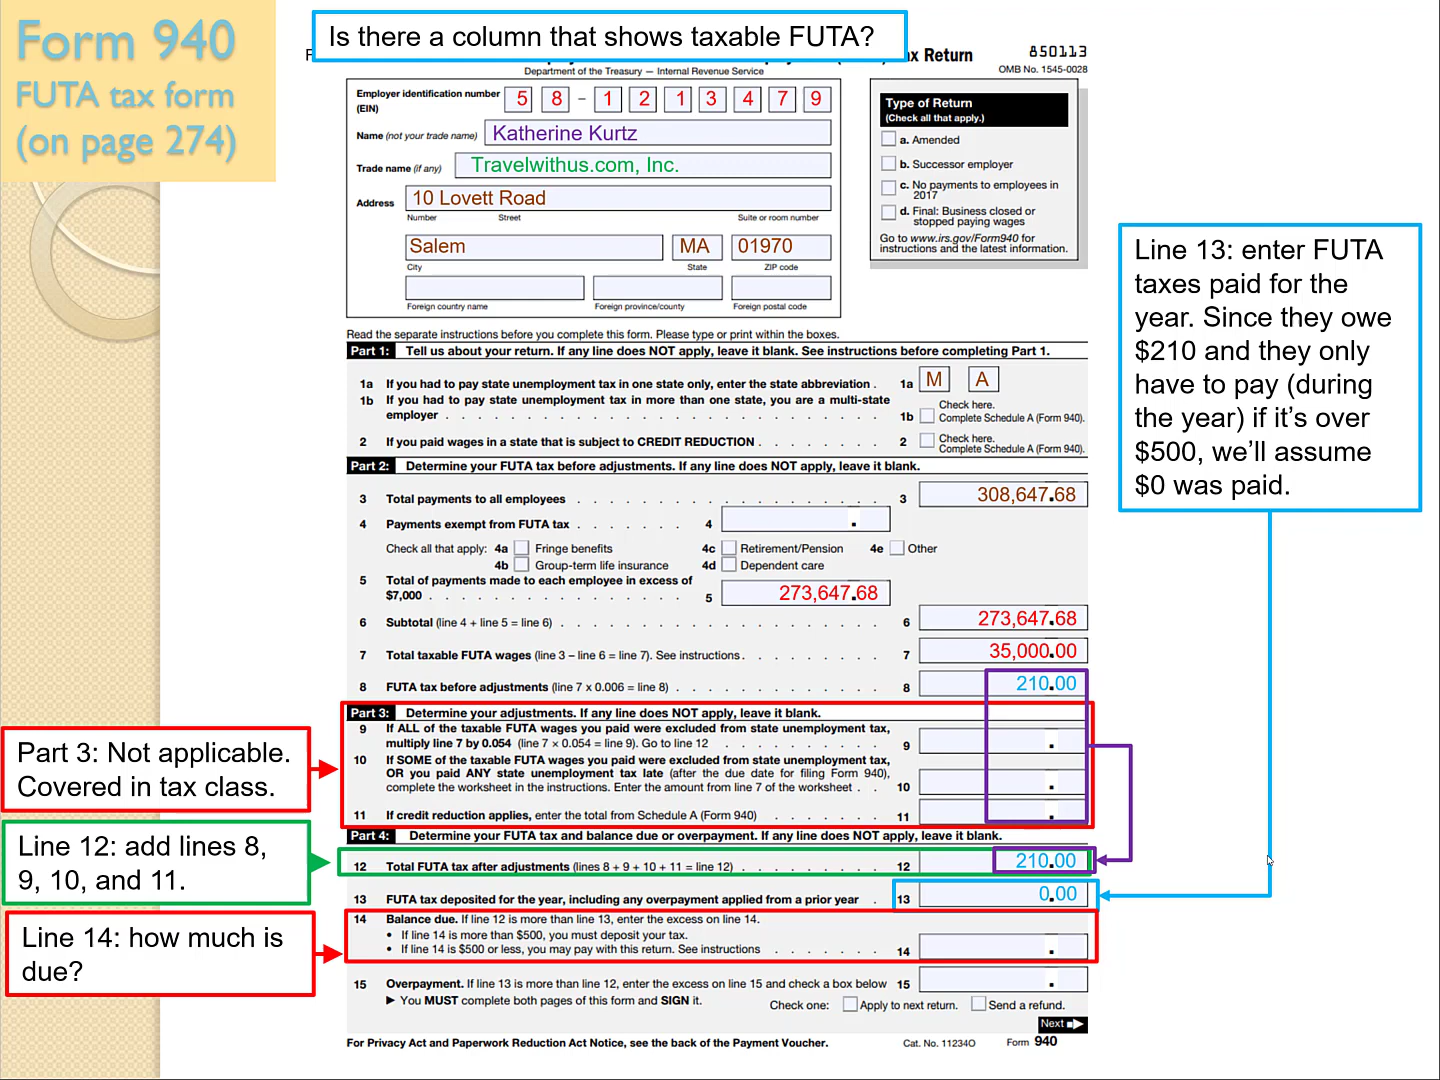 Form 940
FUTA tax form
(on page 274)
Is there a column that shows taxable FUTA?
ax Return
850113
Department of the Treasury — Internal Revenue Service
OMB No. 1545-0028
Employer identification number
(EIN)
5 8 – 1 2 1 3 4 7 9
Name (not your trade name) Katherine Kurtz
Trade name (if any) Travelwithus.com, Inc.
Address 10 Lovett Road
Number Street Suite or room number
Salem MA 01970
City State ZIP code
Foreign country name Foreign province/county Foreign postal code
Type of Return
(Check all that apply.)
a. Amended
b. Successor employer
c. No payments to employees in
2017
d. Final: Business closed or
stopped paying wages
Go to www.irs.gov/Form940 for
instructions and the latest information.
Line 13: enter FUTA
taxes paid for the
year. Since they owe
$210 and they only
have to pay (during
the year) if it’s over
$500, we’ll assume
$0 was paid.
Read the separate instructions before you complete this form. Please type or print within the boxes.
Part 1: Tell us about your return. If any line does NOT apply, leave it blank. See instructions before completing Part 1.
1a If you had to pay state unemployment tax in one state only, enter the state abbreviation . 1a M A
1b If you had to pay state unemployment tax in more than one state, you are a multi-state
employer . . . . . . . . . . . . . . . . . . . 1b Check here.
Complete Schedule A (Form 940).
2 If you paid wages in a state that is subject to CREDIT REDUCTION . . . . . . . 2 Check here.
Complete Schedule A (Form 940).
Part 2: Determine your FUTA tax before adjustments. If any line does NOT apply, leave it blank.
3 Total payments to all employees . . . . . . . . . . . . . . . 3 308,647.68
4 Payments exempt from FUTA tax . . . . . . . 4 .
Check all that apply: 4a Fringe benefits 4c Retirement/Pension 4e Other
4b Group-term life insurance 4d Dependent care
5 Total of payments made to each employee in excess of
$7,000 . . . . . . . . . . . . . . . 5 273,647.68
6 Subtotal (line 4 + line 5 = line 6) . . . . . . . . . . . . . . . . 6 273,647.68
7 Total taxable FUTA wages (line 3 – line 6 = line 7). See instructions . . . . . . . . 7 35,000.00
8 FUTA tax before adjustments (line 7 x 0.006 = line 8) . . . . . . . . . . . 8 210.00
Part 3: Determine your adjustments. If any line does NOT apply, leave it blank.
9 If ALL of the taxable FUTA wages you paid were excluded from state unemployment tax,
multiply line 7 by 0.054 (line 7 × 0.054 = line 9). Go to line 12 . . . . . . . . . 9 .
10 If SOME of the taxable FUTA wages you paid were excluded from state unemployment tax,
OR you paid ANY state unemployment tax late (after the due date for filing Form 940),
complete the worksheet in the instructions. Enter the amount from line 7 of the worksheet . . 10 .
11 If credit reduction applies, enter the total from Schedule A (Form 940) . . . . . . . 11 .
Part 3: Not applicable.
Covered in tax class.
Part 4: Determine your FUTA tax and balance due or overpayment. If any line does NOT apply, leave it blank.
12 Total FUTA tax after adjustments (lines 8 + 9 + 10 + 11 = line 12) . . . . . . . . 12 210.00
Line 12: add lines 8,
9, 10, and 11.
13 FUTA tax deposited for the year, including any overpayment applied from a prior year . 13 0.00
14 Balance due. If line 12 is more than line 13, enter the excess on line 14.
• If line 14 is more than $500, you must deposit your tax.
• If line 14 is $500 or less, you may pay with this return. See instructions . . . . . . 14 .
Line 14: how much is
due?
15 Overpayment. If line 13 is more than line 12, enter the excess on line 15 and check a box below 15 .
▶ You MUST complete both pages of this form and SIGN it. Check one: Apply to next return. Send a refund.
Next
For Privacy Act and Paperwork Reduction Act Notice, see the back of the Payment Voucher. Cat. No. 11234O Form 940